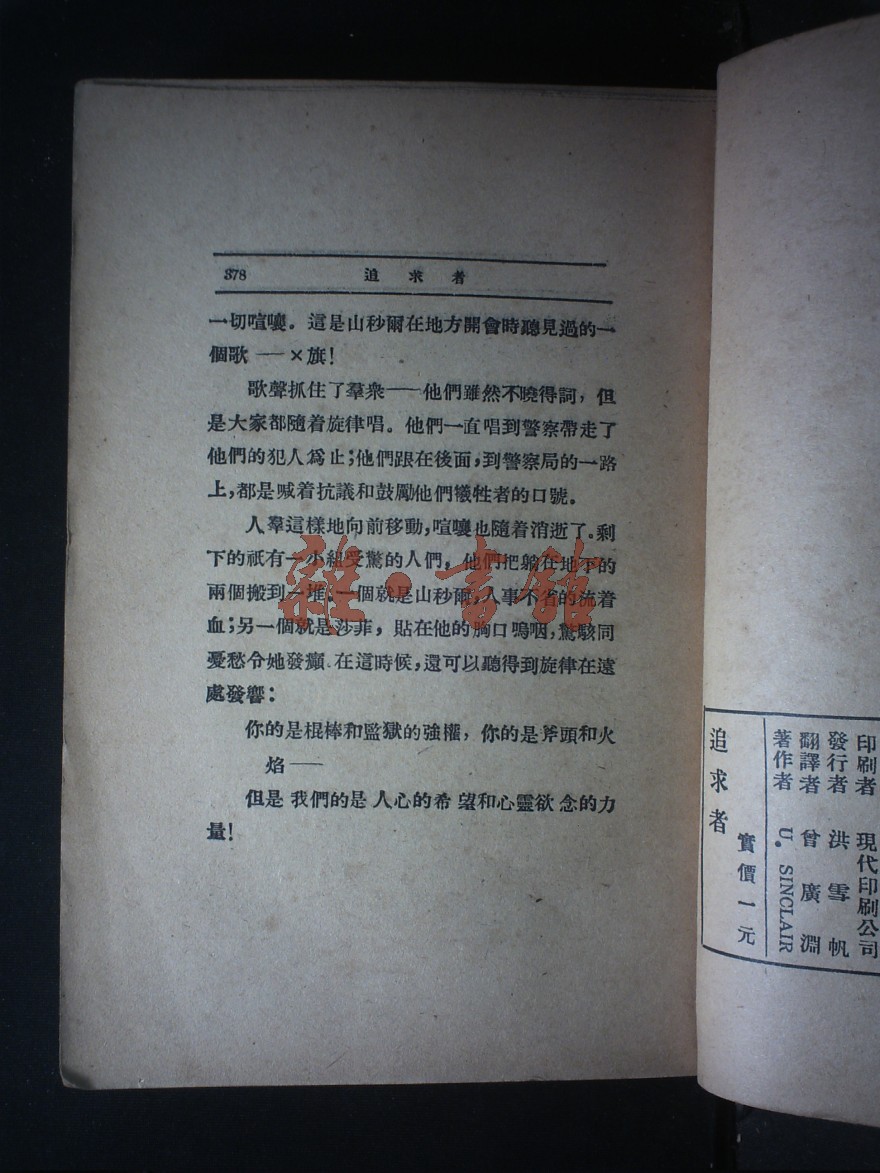 378 追求者
一切喧嚷。這是山秒爾在地方開會時聽見過的一
個歌——×旗!
歌聲抓住了羣衆——他們雖然不曉得詞，但
是大家都隨着旋律唱。他們一直唱到警察帶走了
他們的犯人爲止;他們跟在後面,到警察局的一路
上,都是喊着抗議和鼓勵他們犧牲者的口號。
人羣這樣地向前移動,喧嚷也隨着消逝了.剩
下的祇有一小組受驚的人們，他們把躺在地下的
兩個搬到一堆.一個就是山秒爾,人事不省的流着
血;另一個就是莎菲，貼在他的胸口嗚咽,驚駭同
憂愁令她發癲.在這時候,還可以聽得到旋律在遠
處發響:
你的是棍棒和監獄的強權，你的是斧頭和火
焰——
但是我們的是人心的希望和心靈欲念的力
量!
雜·書館
印刷者 現代印刷公司
發行者 洪雪帆
翻譯者 曾廣淵
著作者 U. SINCLAIR
實價一元
追求者